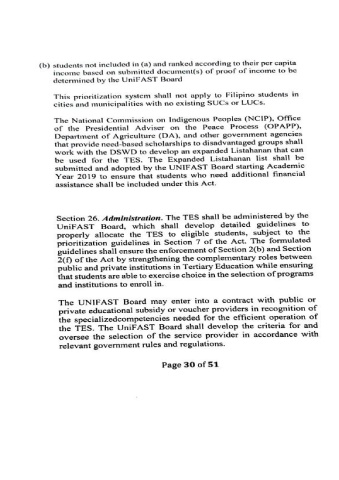 (b) students not included in (a) and ranked according to their per capita
income based on submitted document(s) of proof of income to be
determined by the UniFAST Board
This prioritization system shall not apply to Filipino students in
cities and municipalities with no existing SUCs or LUCs.
The National Commission on Indigenous Peoples (NCIP), Office
of the Presidential Adviser on the Peace Process (OPAPP),
Department of Agriculture (DA), and other government agencies
that provide need-based scholarships to disadvantaged groups shall
work with the DSWD to develop an expanded Listahanan that can
be used for the TES. The Expanded Listahanan list shall be
submitted and adopted by the UNIFAST Board starting Academic
Year 2019 to ensure that students who need additional financial
assistance shall be included under this Act.
Section 26. Administration. The TES shall be administered by the
UniFAST Board, which shall develop detailed guidelines to
properly allocate the TES to eligible students, subject to the
prioritization guidelines in Section 7 of the Act. The formulated
guidelines shall ensure the enforcement of Section 2(b) and Section
2(f) of the Act by strengthening the complementary roles between
public and private institutions in Tertiary Education while ensuring
that students are able to exercise choice in the selection of programs
and institutions to enroll in.
The UNIFAST Board may enter into a contract with public or
private educational subsidy or voucher providers in recognition of
the specializedcompetencies needed for the efficient operation of
the TES. The UniFAST Board shall develop the criteria for and
oversee the selection of the service provider in accordance with
relevant government rules and regulations.
Page 30 of 51